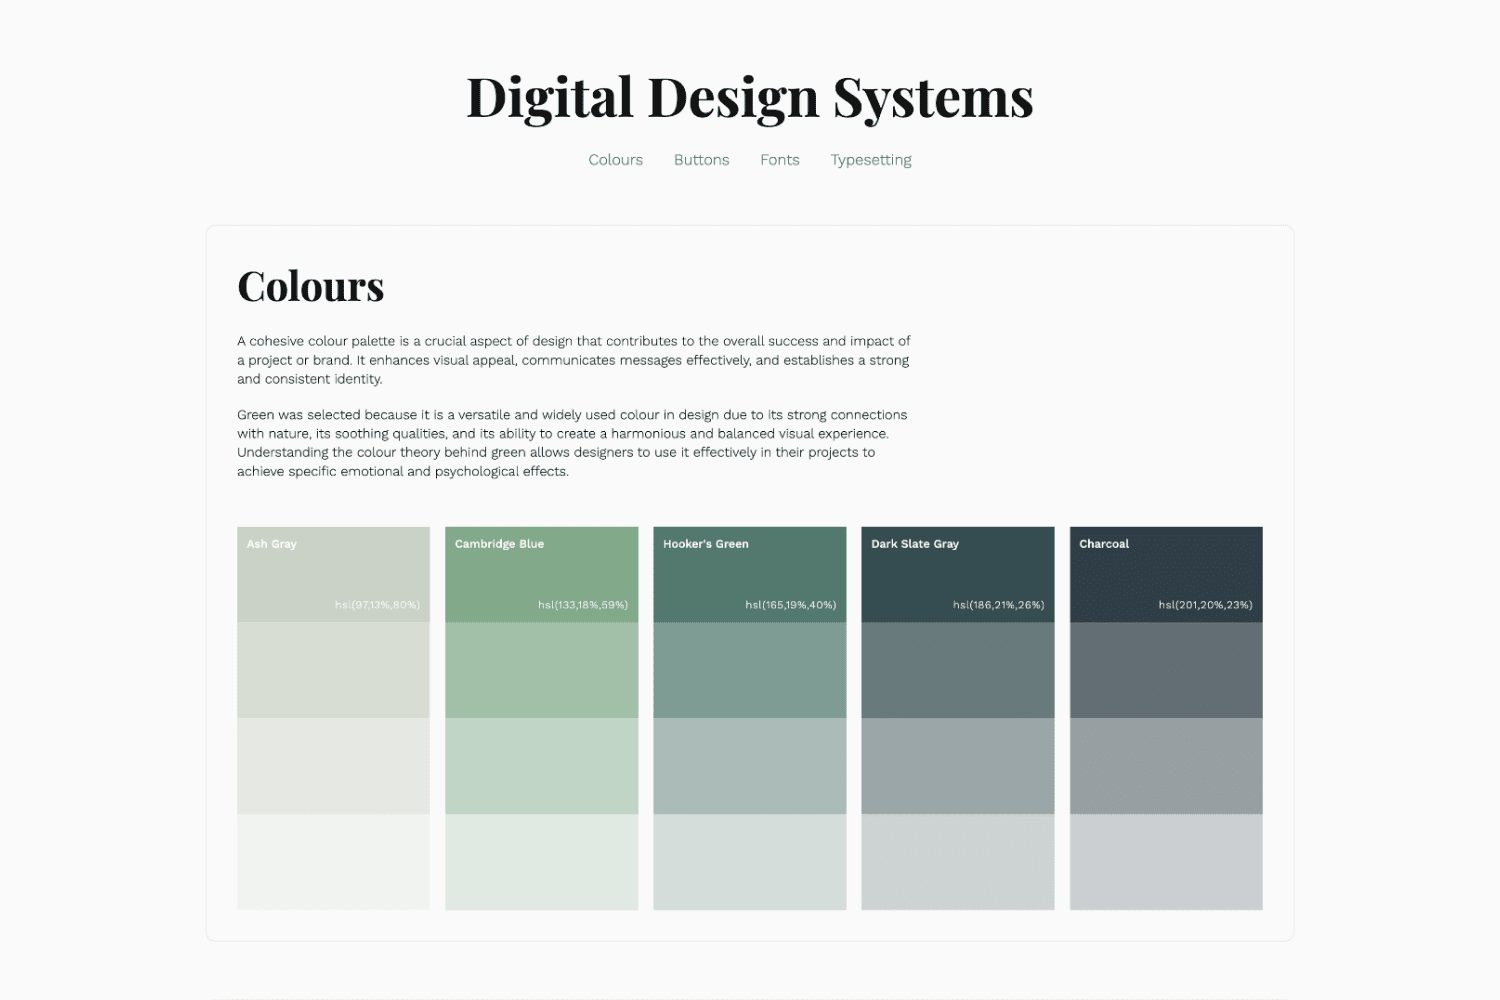 Digital Design Systems
Colours Buttons Fonts Typesetting
Colours
A cohesive colour palette is a crucial aspect of design that contributes to the overall success and impact of
a project or brand. It enhances visual appeal, communicates messages effectively, and establishes a strong
and consistent identity.
Green was selected because it is a versatile and widely used colour in design due to its strong connections
with nature, its soothing qualities, and its ability to create a harmonious and balanced visual experience.
Understanding the colour theory behind green allows designers to use it effectively in their projects to
achieve specific emotional and psychological effects.
Ash Gray
hsl(97,13%,80%)
Cambridge Blue
hsl(133,18%,59%)
Hooker's Green
hsl(165,19%,40%)
Dark Slate Gray
hsl(186,21%,26%)
Charcoal
hsl(201,20%,23%)